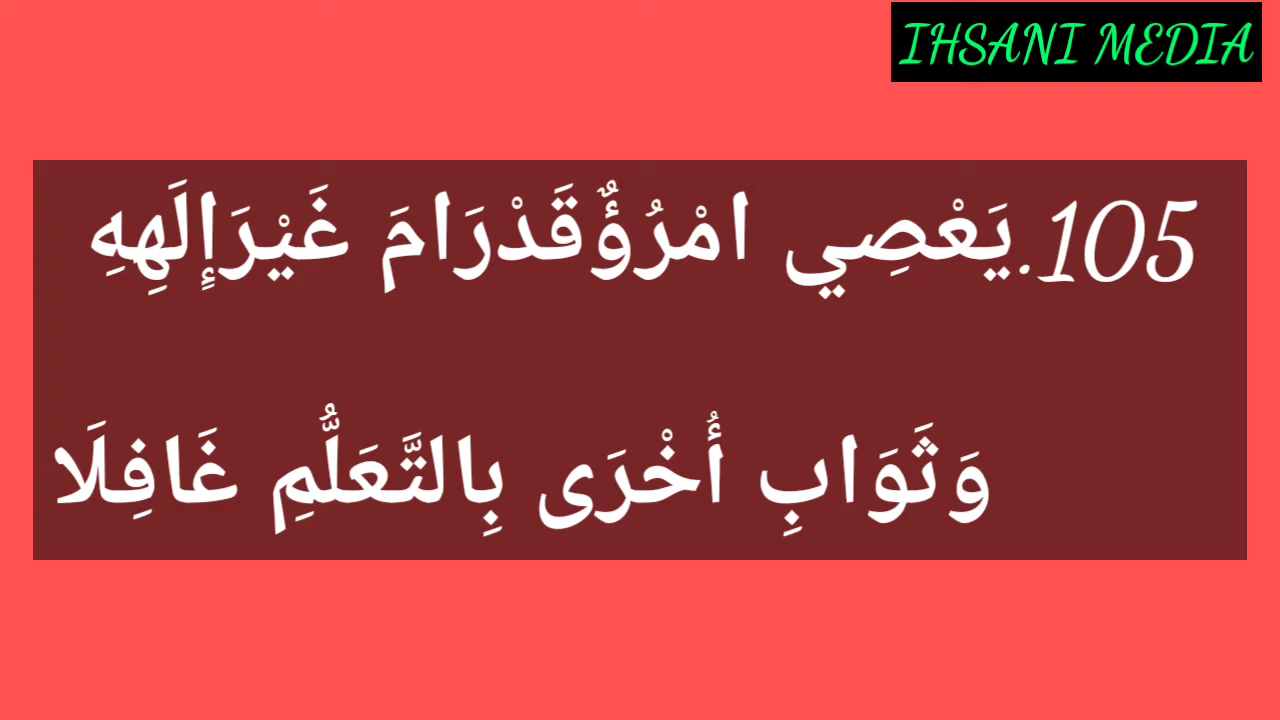 IHSANI MEDIA
105.يَعْصِي امْرُؤٌقَدْرَامَ غَيْرَإِلَهِهِ
وَثَوَابِ أُخْرَى بِالتَّعَلُّمِ غَافِلَا